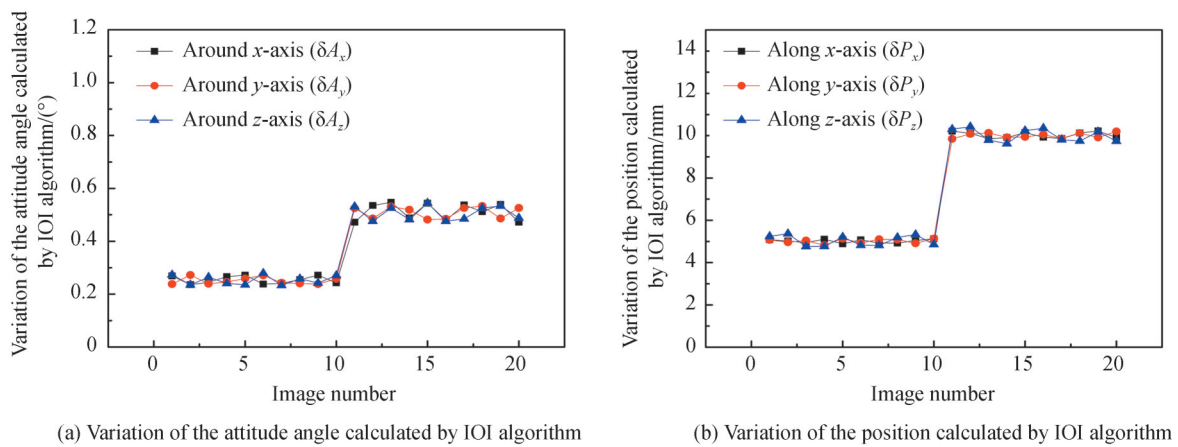 Variation of the attitude angle calculated
by IOI algorithm/(°)
1.2
1.0
0.8
0.6
0.4
0.2
0
Around x-axis (δAx)
Around y-axis (δAy)
Around z-axis (δAz)
0 5 10 15 20
Image number
(a) Variation of the attitude angle calculated by IOI algorithm
Variation of the position calculated
by IOI algorithm/mm
14
12
10
8
6
4
2
0
Along x-axis (δPx)
Along y-axis (δPy)
Along z-axis (δPz)
0 5 10 15 20
Image number
(b) Variation of the position calculated by IOI algorithm